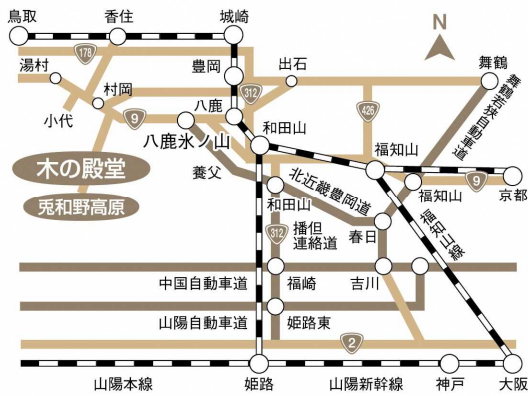 鳥取
香住
城崎
178
湯村
豊岡
出石
舞鶴
村岡
312
426
舞鶴若狭自動車道
小代
9
八鹿
八鹿氷ノ山
和田山
福知山
木の殿堂
養父
北近畿豊岡道
福知山
9
京都
兎和野高原
和田山
312
播但
連絡道
春日
福知山線
中国自動車道
福崎
吉川
山陽自動車道
姫路東
2
山陽本線
姫路
山陽新幹線
神戸
大阪
N